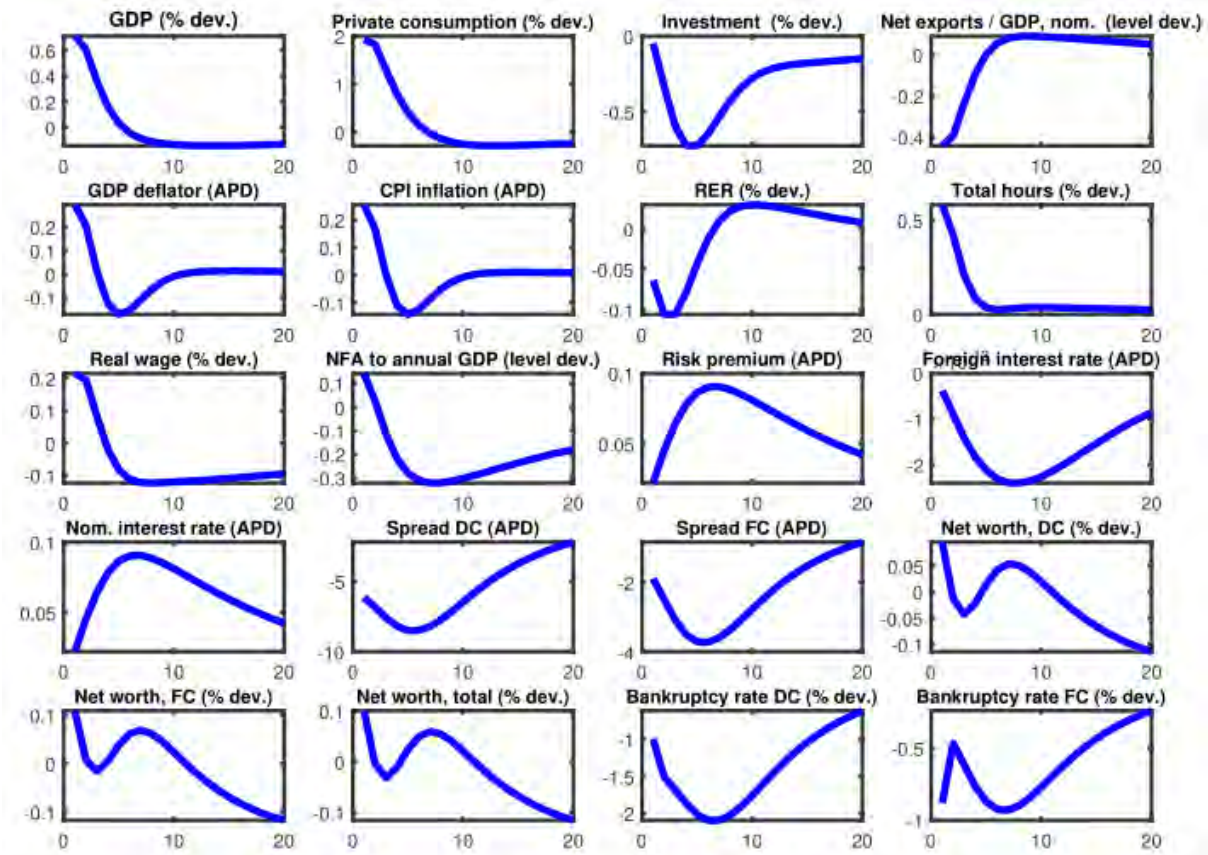 GDP (% dev.) Private consumption (% dev.) Investment (% dev.) Net exports / GDP, nom. (level dev.)
0.6 2 0 0
0.4 1 -0.5 -0.2
0.2 0 -0.4
0
0 10 20 0 10 20 0 10 20 0 10 20
GDP deflator (APD) CPI inflation (APD) RER (% dev.) Total hours (% dev.)
0.2 0.2 0 0.5
0.1 0.1 -0.05 0
0 0 -0.1
-0.1 -0.1
0 10 20 0 10 20 0 10 20 0 10 20
Real wage (% dev.) NFA to annual GDP (level dev.) Risk premium (APD) Foreign interest rate (APD)
0.2 0.1 0.1 0
0.1 0 0.05 -1
0 -0.1 -2
-0.1 -0.2
-0.3
0 10 20 0 10 20 0 10 20 0 10 20
Nom. interest rate (APD) Spread DC (APD) Spread FC (APD) Net worth, DC (% dev.)
0.1 -5 -2 0.05
0.05 -10 -4 0
-0.05
-0.1
0 10 20 0 10 20 0 10 20 0 10 20
Net worth, FC (% dev.) Net worth, total (% dev.) Bankruptcy rate DC (% dev.) Bankruptcy rate FC (% dev.)
0.1 0.1 -1 -0.5
0 0 -1.5 -1
-0.1 -0.1 -2
0 10 20 0 10 20 0 10 20 0 10 20